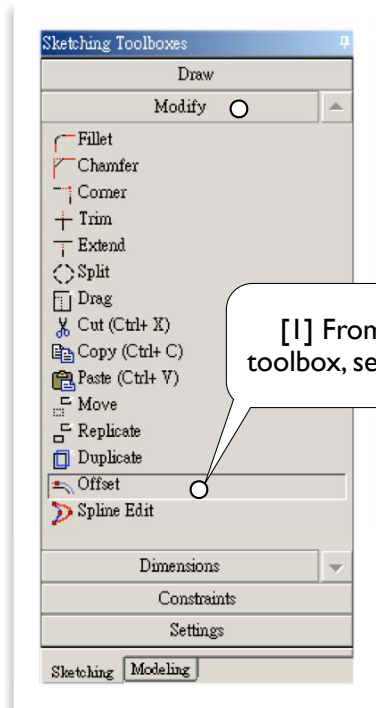 Sketching Toolboxes
Draw
Modify
Fillet
Chamfer
Corner
Trim
Extend
Split
Drag
Cut (Ctrl+ X)
Copy (Ctrl+ C)
Paste (Ctrl+ V)
Move
Replicate
Duplicate
Offset
Spline Edit
[1] From
toolbox, se
Dimensions
Constraints
Settings
Sketching Modeling